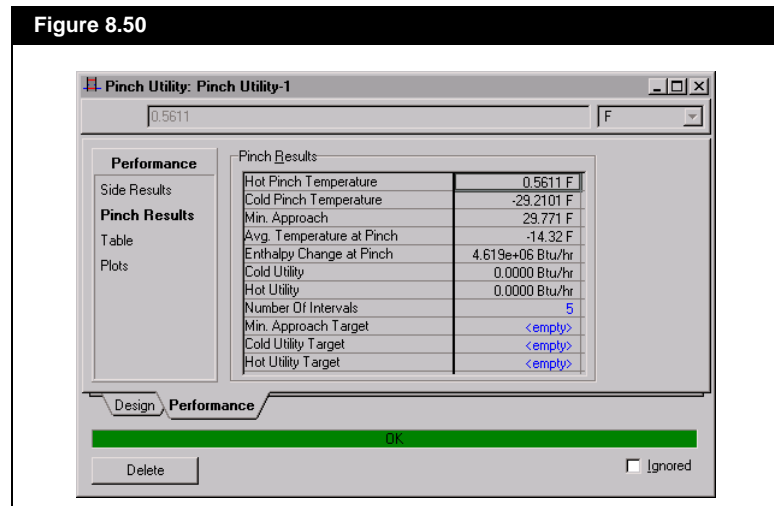 Figure 8.50
Pinch Utility: Pinch Utility-1
0.5611 F
Performance
Side Results
Pinch Results
Table
Plots
Pinch Results
Hot Pinch Temperature 0.5611 F
Cold Pinch Temperature -29.2101 F
Min. Approach 29.771 F
Avg. Temperature at Pinch -14.32 F
Enthalpy Change at Pinch 4.619e+06 Btu/hr
Cold Utility 0.0000 Btu/hr
Hot Utility 0.0000 Btu/hr
Number Of Intervals 5
Min. Approach Target <empty>
Cold Utility Target <empty>
Hot Utility Target <empty>
Design Performance
OK
Delete Ignored